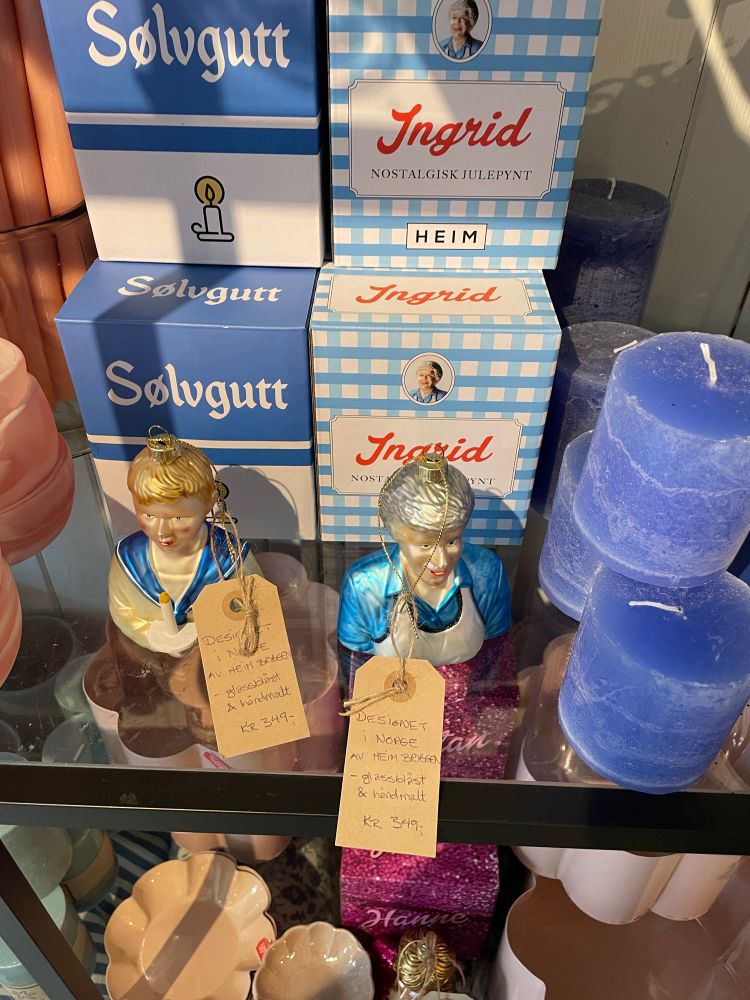 Sølvgutt
Ingrid
NOSTALGISK JULEPYNT
HEIM
Sølvgutt
Ingrid
Sølvgutt
Ingrid
DESIGNET
I NORGE
AV HEIM BRYGGEN
- glassblåst
& håndmalt
KR 349,-
DESIGNET
I NORGE
AV HEIM BRYGGEN
- glassblåst
& håndmalt
KR 349,-
Hanne